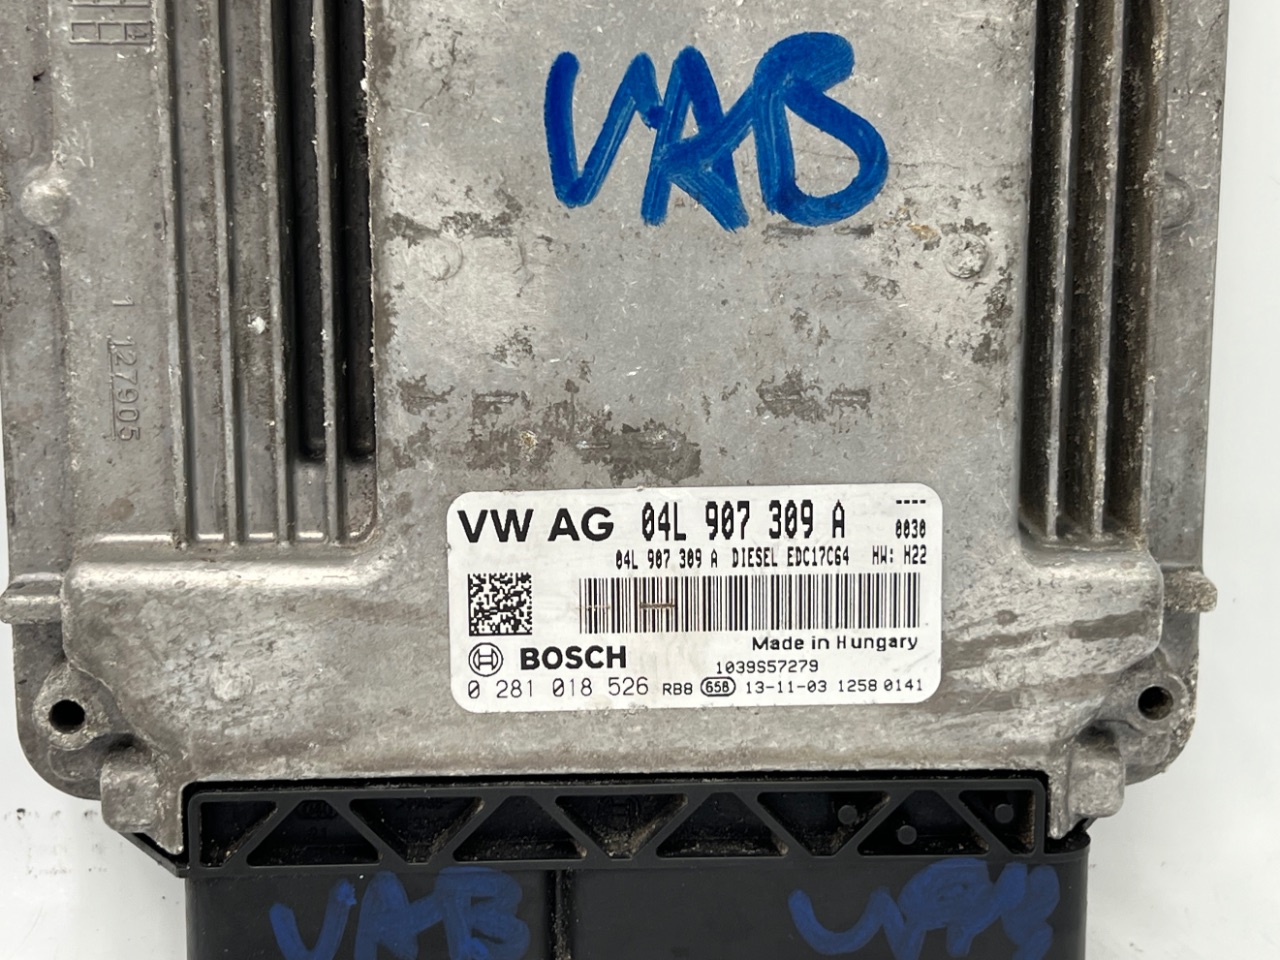 VAB
1 127905
VW AG 04L 907 309 A ----
0030
04L 907 309 A DIESEL EDC17C64 HW: H22
Made in Hungary
BOSCH 1039S57279
0 281 018 526 RB8 658 13-11-03 1258 0141
VAB VAB